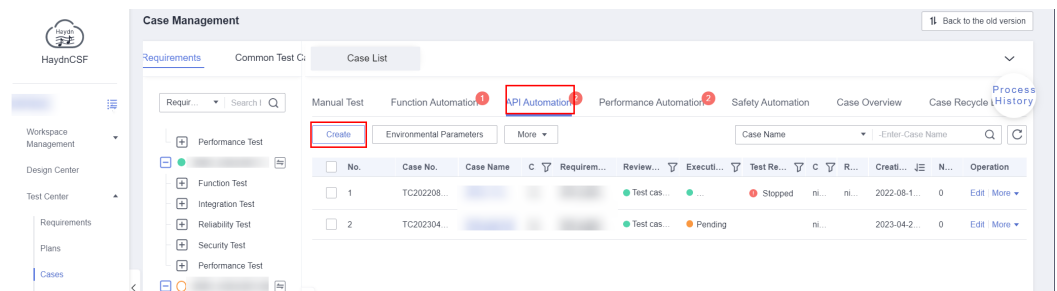 Haydn
HaydnCSF
Workspace
Management
Design Center
Test Center
Requirements
Plans
Cases
Case Management
Back to the old version
Requirements Common Test Ca
Case List
Requir... Search I
Performance Test
Function Test
Integration Test
Reliability Test
Security Test
Performance Test
Manual Test Function Automation 1 API Automation 2 Performance Automation 2 Safety Automation Case Overview Case Recycle
Process
History
Create Environmental Parameters More Case Name -Enter-Case Name
No. Case No. Case Name C Requirem... Review... Executi... Test Re... C R... Creati... N... Operation
1 TC202208... Test cas... ... Stopped ni... ni... 2022-08-1... 0 Edit More
2 TC202304... Test cas... Pending ni... 2023-04-2... 0 Edit More